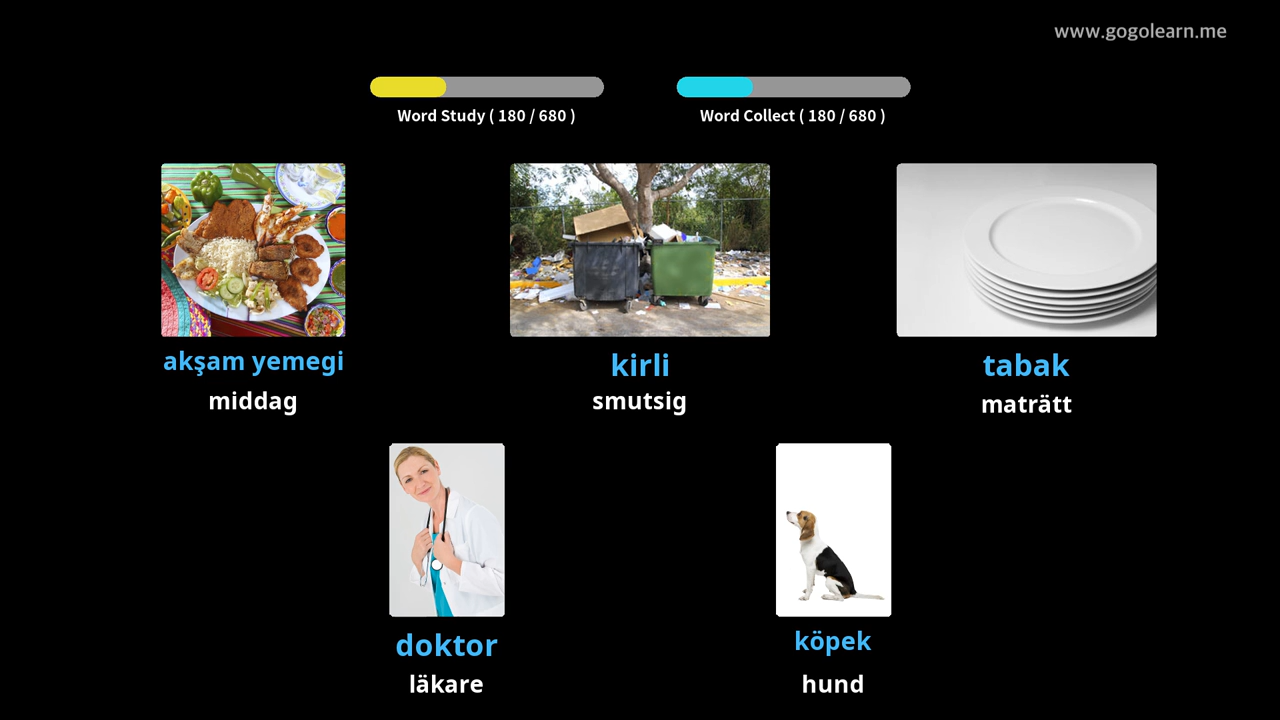 www.gogolearn.me
Word Study ( 180 / 680 )
Word Collect ( 180 / 680 )
akşam yemegi
middag
kirli
smutsig
tabak
maträtt
doktor
läkare
köpek
hund